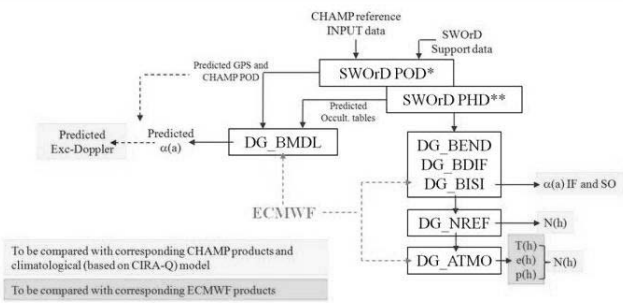 CHAMP reference
INPUT data
SWOrD
Support data
Predicted GPS and
CHAMP POD
SWOrD POD*
SWOrD PHD**
Predicted
Occult. tables
Predicted
Exc-Doppler
Predicted
α(a)
DG_BMDL
DG_BEND
DG_BDIF
DG_BISI
α(a) IF and SO
ECMWF
DG_NREF
N(h)
DG_ATMO
T(h)
e(h)
p(h)
N(h)
To be compared with corresponding CHAMP products and
climatological (based on CIRA-Q) model
To be compared with corresponding ECMWF products